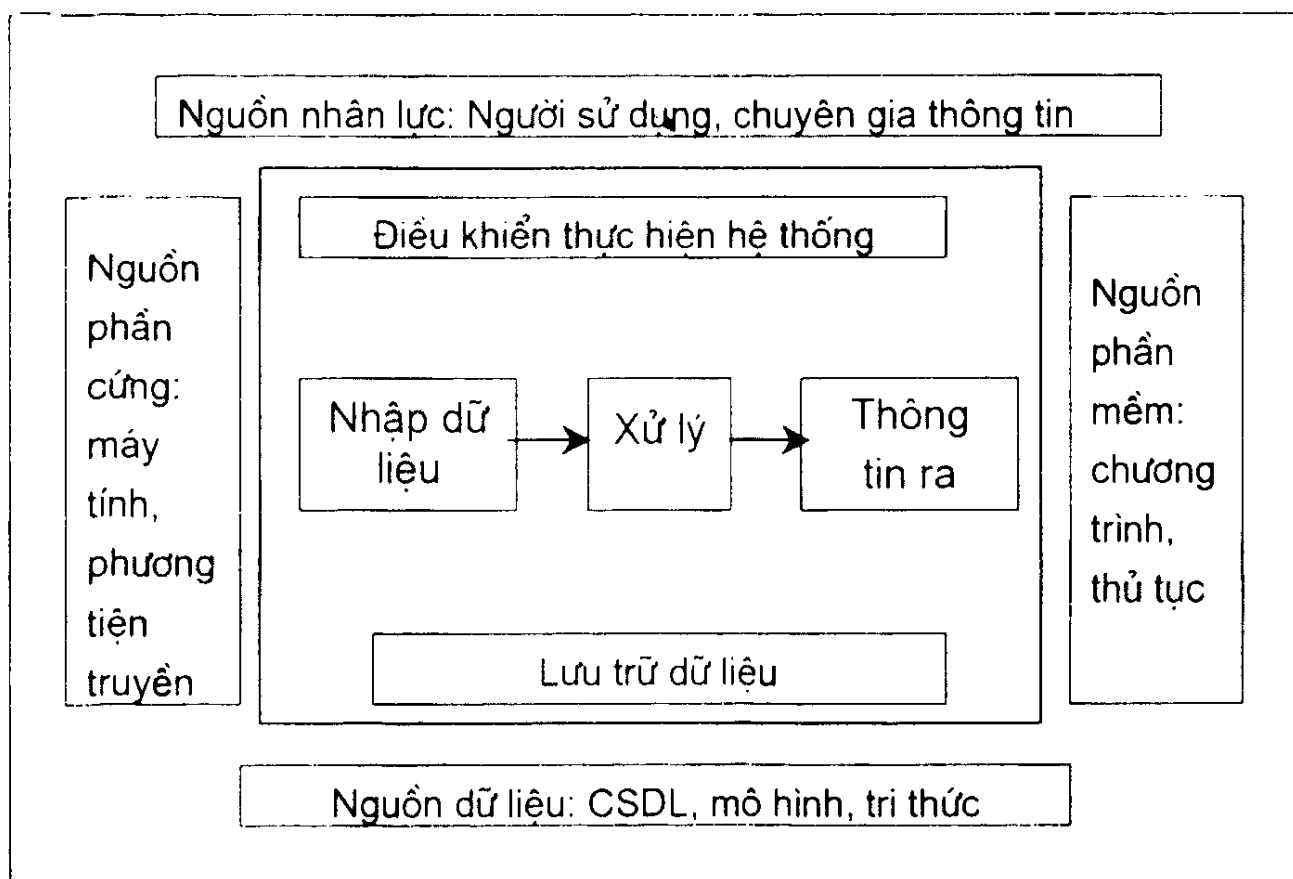 Nguồn nhân lực: Người sử dụng, chuyên gia thông tin
Điều khiển thực hiện hệ thống
Nguồn
phần
cứng:
máy
tính,
phương
tiện
truyền
Nhập dữ
liệu
Xử lý
Thông
tin ra
Nguồn
phần
mềm:
chương
trình,
thủ tục
Lưu trữ dữ liệu
Nguồn dữ liệu: CSDL, mô hình, tri thức